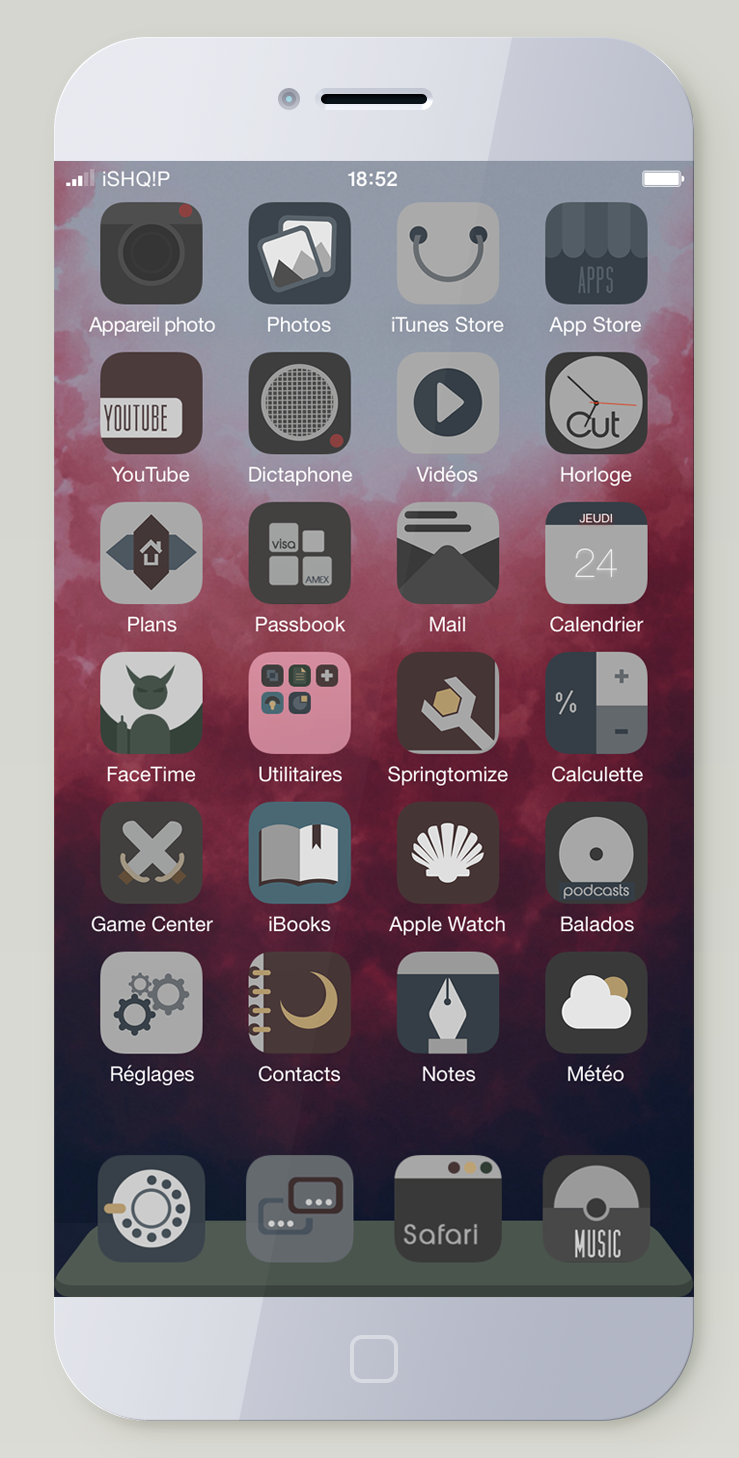 iSHQ!P 18:52
APPS
Appareil photo Photos iTunes Store App Store
YOUTUBE
Cut
YouTube Dictaphone Vidéos Horloge
JEUDI
visa
24
AMEX
Plans Passbook Mail Calendrier
+
%
-
FaceTime Utilitaires Springtomize Calculette
podcasts
Game Center iBooks Apple Watch Balados
Réglages Contacts Notes Météo
Safari
MUSIC